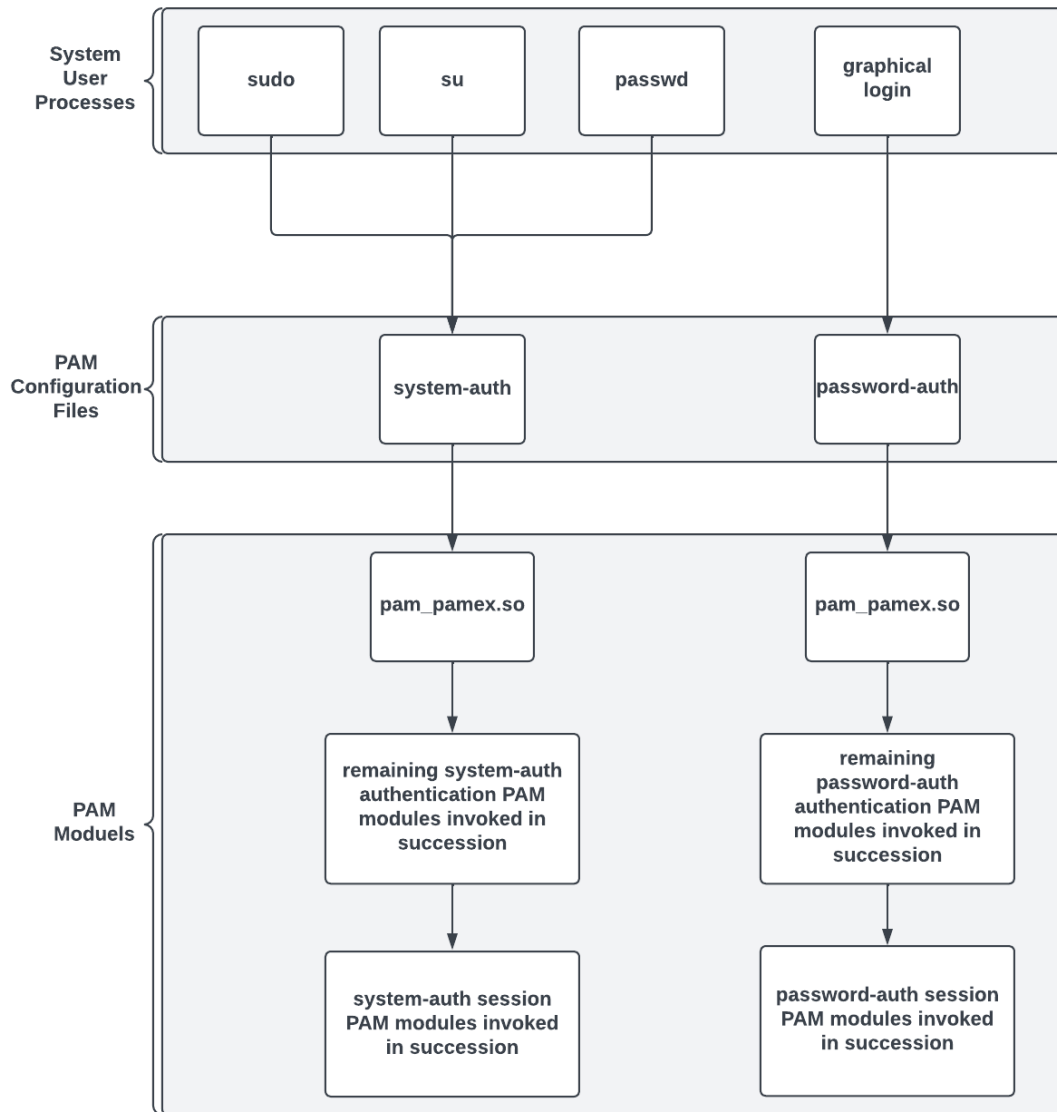 System
User
Processes
sudo
su
passwd
graphical
login
PAM
Configuration
Files
system-auth
password-auth
PAM
Moduels
pam_pamex.so
pam_pamex.so
remaining system-auth
authentication PAM
modules invoked in
succession
remaining
password-auth
authentication PAM
modules invoked in
succession
system-auth session
PAM modules invoked
in succession
password-auth session
PAM modules invoked
in succession